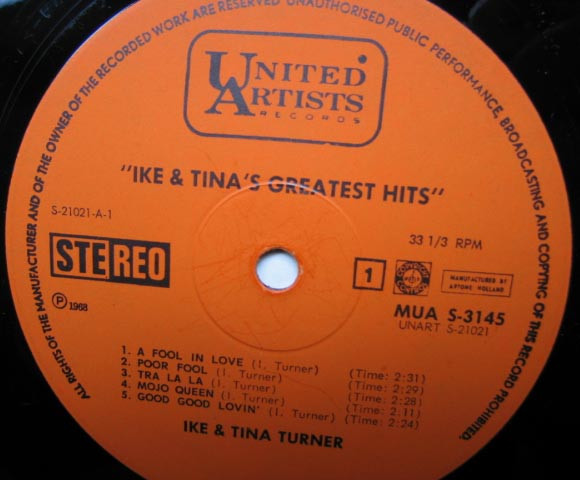 ALL RIGHTS OF THE MANUFACTURER AND OF THE OWNER OF THE RECORDED WORK ARE RESERVED UNAUTHORISED PUBLIC PERFORMANCE, BROADCASTING AND COPYING OF THIS RECORD PROHIBITED.
UNITED
ARTISTS
RECORDS
"IKE & TINA'S GREATEST HITS"
S-21021-A-1
33 1/3 RPM
STEREO
1
MANUFACTURED BY
ARTONE HOLLAND
℗ 1968
MUA S-3145
UNART S-21021
1. A FOOL IN LOVE (I. Turner) (Time: 2:31)
2. POOR FOOL (I. Turner) (Time: 2:29)
3. TRA LA LA (I. Turner) (Time: 2:28)
4. MOJO QUEEN (I. Turner) (Time: 2:11)
5. GOOD GOOD LOVIN' (I. Turner) (Time: 2:24)
IKE & TINA TURNER